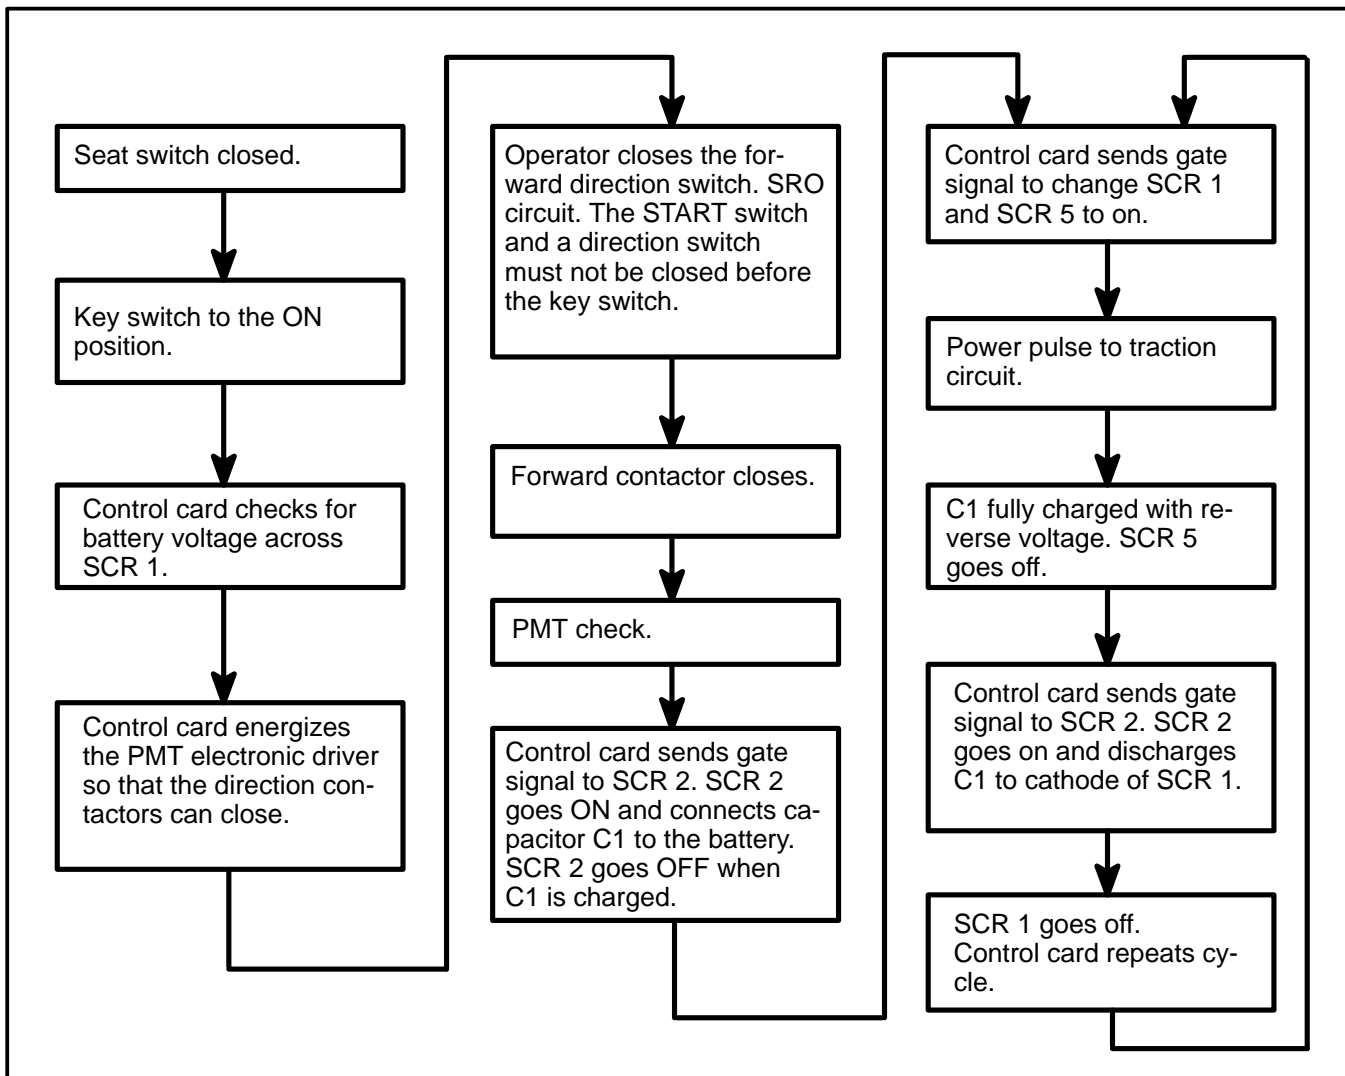 Seat switch closed.
Key switch to the ON
position.
Control card checks for
battery voltage across
SCR 1.
Control card energizes
the PMT electronic driver
so that the direction con-
tactors can close.
Operator closes the for-
ward direction switch. SRO
circuit. The START switch
and a direction switch
must not be closed before
the key switch.
Forward contactor closes.
PMT check.
Control card sends gate
signal to SCR 2. SCR 2
goes ON and connects ca-
pacitor C1 to the battery.
SCR 2 goes OFF when
C1 is charged.
Control card sends gate
signal to change SCR 1
and SCR 5 to on.
Power pulse to traction
circuit.
C1 fully charged with re-
verse voltage. SCR 5
goes off.
Control card sends gate
signal to SCR 2. SCR 2
goes on and discharges
C1 to cathode of SCR 1.
SCR 1 goes off.
Control card repeats cy-
cle.